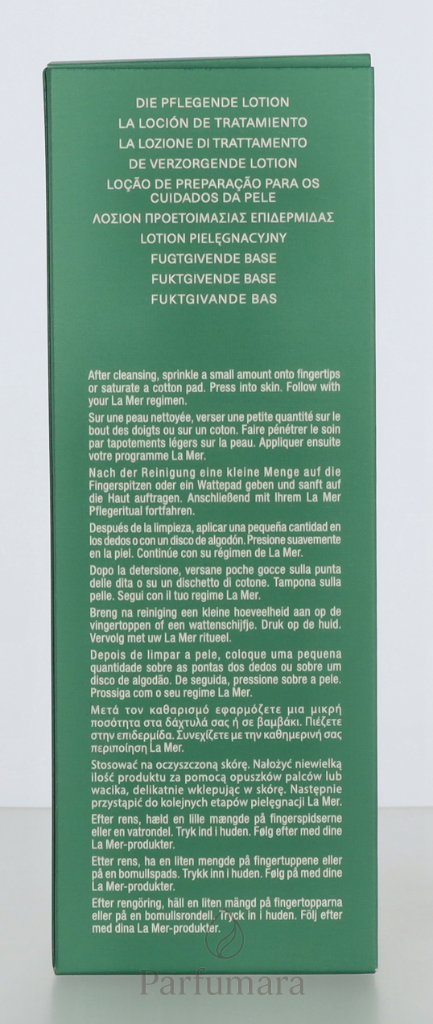 DIE PFLEGENDE LOTION
LA LOCIÓN DE TRATAMIENTO
LA LOZIONE DI TRATTAMENTO
DE VERZORGENDE LOTION
LOÇÃO DE PREPARAÇÃO PARA OS
CUIDADOS DA PELE
ΛΟΣΙΟΝ ΠΡΟΕΤΟΙΜΑΣΙΑΣ ΕΠΙΔΕΡΜΙΔΑΣ
LOTION PIELĘGNACYJNY
FUGTGIVENDE BASE
FUKTGIVENDE BASE
FUKTGIVANDE BAS
After cleansing, sprinkle a small amount onto fingertips
or saturate a cotton pad. Press into skin. Follow with
your La Mer regimen.
Sur une peau nettoyée, verser une petite quantité sur le
bout des doigts ou sur un coton. Faire pénétrer le soin
par tapotements légers sur la peau. Appliquer ensuite
votre programme La Mer.
Nach der Reinigung eine kleine Menge auf die
Fingerspitzen oder ein Wattepad geben und sanft auf
die Haut auftragen. Anschließend mit Ihrem La Mer
Pflegeritual fortfahren.
Después de la limpieza, aplicar una pequeña cantidad en
los dedos o con un disco de algodón. Presione suavemente
en la piel. Continúe con su régimen de La Mer.
Dopo la detersione, versane poche gocce sulla punta
delle dita o su un dischetto di cotone. Tampona sulla
pelle. Segui con il tuo regime La Mer.
Breng na reiniging een kleine hoeveelheid aan op de
vingertoppen of een wattenschijfje. Druk op de huid.
Vervolg met uw La Mer ritueel.
Depois de limpar a pele, coloque uma pequena
quantidade sobre as pontas dos dedos ou sobre um
disco de algodão. De seguida, pressione sobre a pele.
Prossiga com o seu regime La Mer.
Μετά τον καθαρισμό εφαρμόζετε μια μικρή
ποσότητα στα δάχτυλά σας ή σε βαμβάκι. Πιέζετε
στην επιδερμίδα. Συνεχίζετε με την καθημερινή σας
περιποίηση La Mer.
Stosować na oczyszczoną skórę. Nałożyć niewielką
ilość produktu za pomocą opuszków palców lub
wacika, delikatnie wklepując w skórę. Następnie
przystąpić do kolejnych etapów pielęgnacji La Mer.
Efter rens, hæld en lille mængde på fingerspidserne
eller en vatrondel. Tryk ind i huden. Følg efter med dine
La Mer-produkter.
Etter rens, ha en liten mengde på fingertuppene eller
på en bomullspads. Trykk inn i huden. Følg på med dine
La Mer-produkter.
Efter rengöring, häll en liten mängd på fingertopparna
eller på en bomullsrondell. Tryck in i huden. Följ efter
med dina La Mer-produkter.
Parfumara